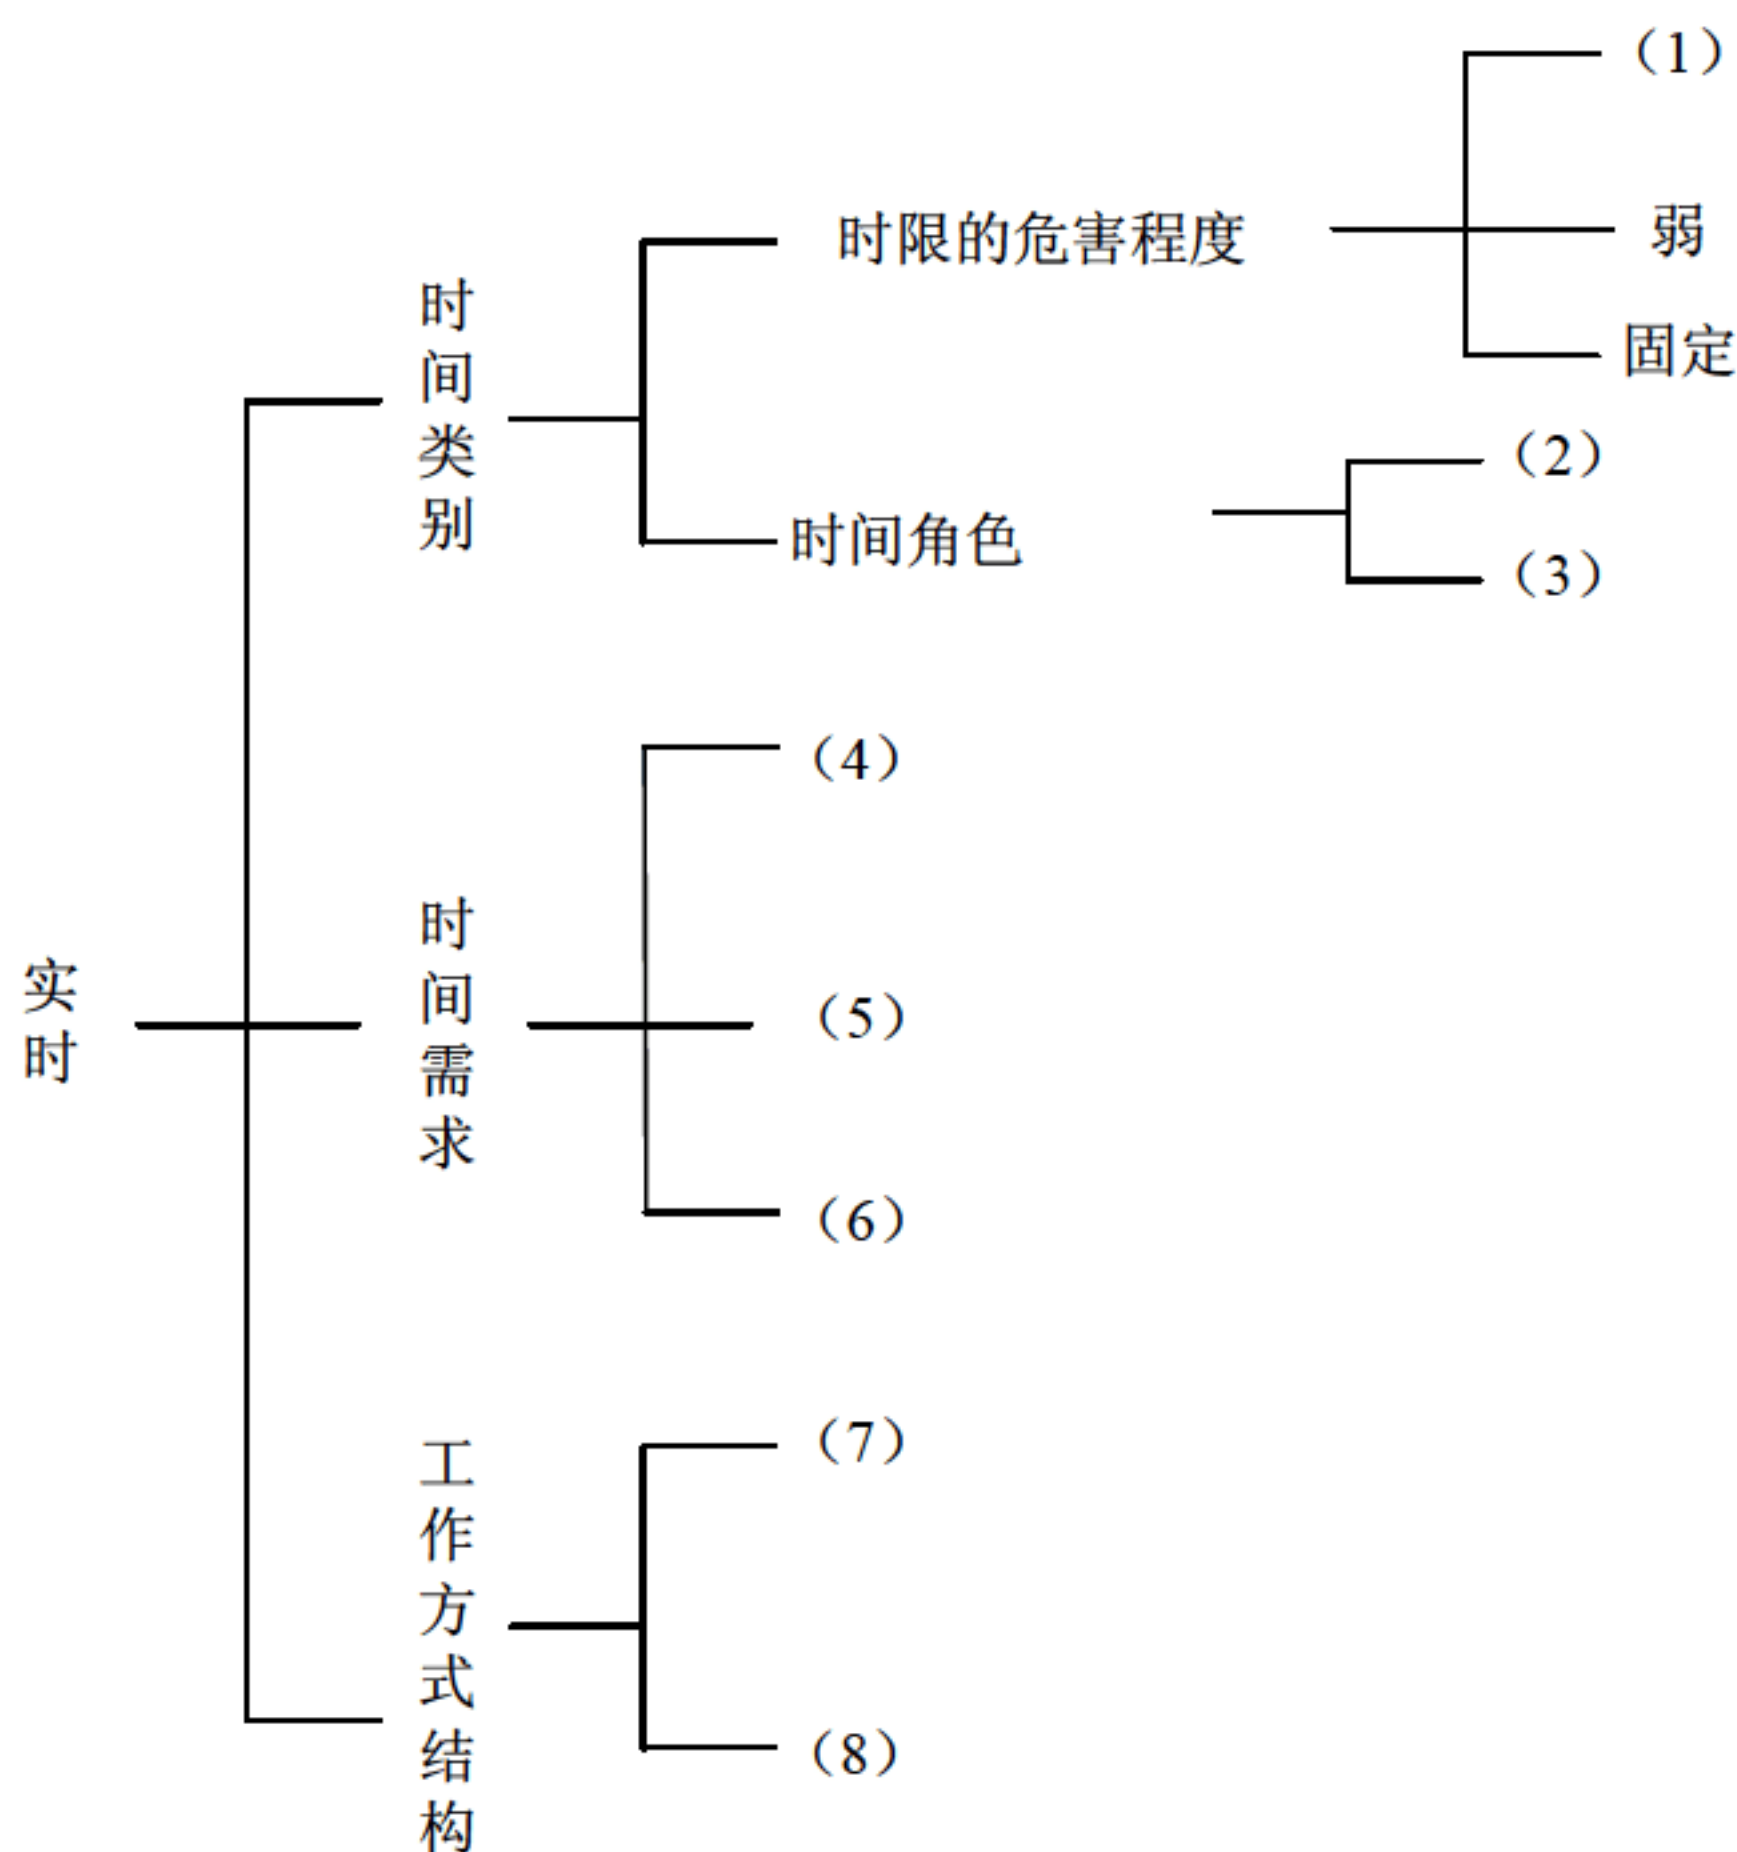 实时
时间类别
时限的危害程度
（1）
弱
固定
时间角色
（2）
（3）
时间需求
（4）
（5）
（6）
工作方式结构
（7）
（8）